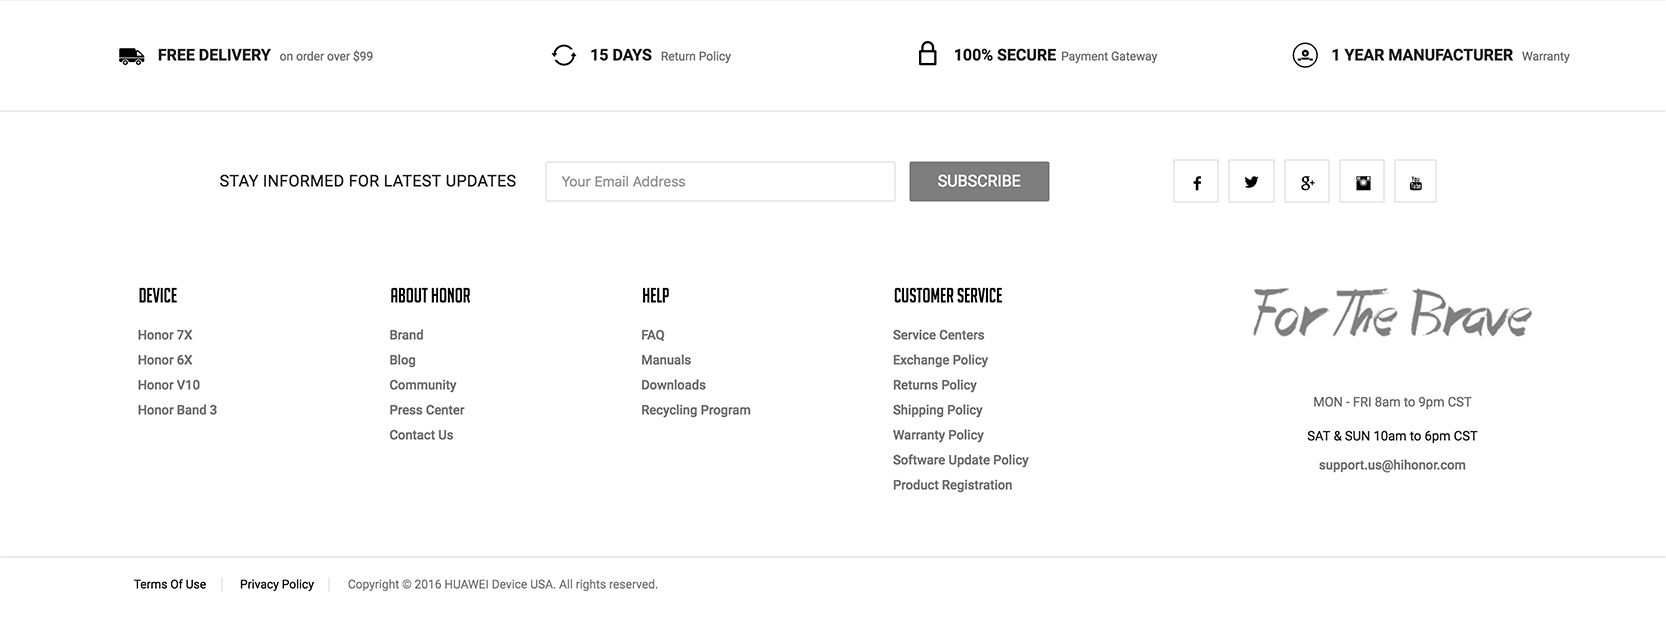 FREE DELIVERY on order over $99
15 DAYS Return Policy
100% SECURE Payment Gateway
1 YEAR MANUFACTURER Warranty
STAY INFORMED FOR LATEST UPDATES
Your Email Address
SUBSCRIBE
f
g+
You Tube
DEVICE
Honor 7X
Honor 6X
Honor V10
Honor Band 3
ABOUT HONOR
Brand
Blog
Community
Press Center
Contact Us
HELP
FAQ
Manuals
Downloads
Recycling Program
CUSTOMER SERVICE
Service Centers
Exchange Policy
Returns Policy
Shipping Policy
Warranty Policy
Software Update Policy
Product Registration
For The Brave
MON - FRI 8am to 9pm CST
SAT & SUN 10am to 6pm CST
support.us@hihonor.com
Terms Of Use
Privacy Policy
Copyright © 2016 HUAWEI Device USA. All rights reserved.